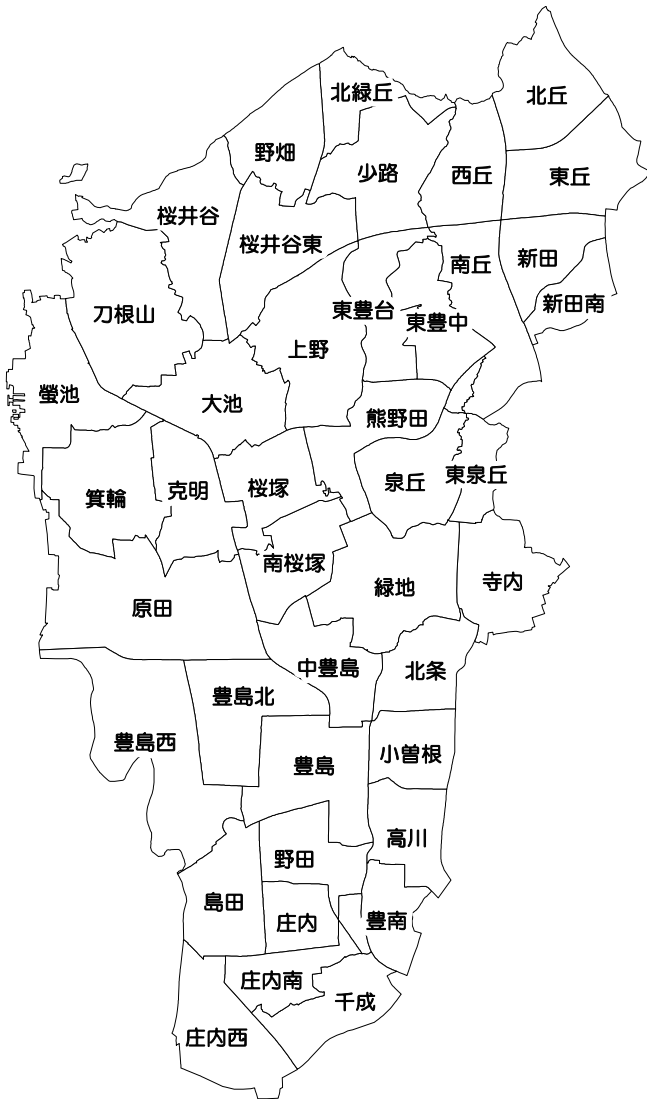 北緑丘
北丘
野畑
少路
西丘
東丘
桜井谷
桜井谷東
南丘
新田
新田南
刀根山
東豊台
東豊中
上野
螢池
大池
熊野田
箕輪
克明
桜塚
泉丘
東泉丘
南桜塚
緑地
寺内
原田
中豊島
北条
豊島北
豊島西
豊島
小曽根
高川
野田
島田
庄内
豊南
庄内南
千成
庄内西